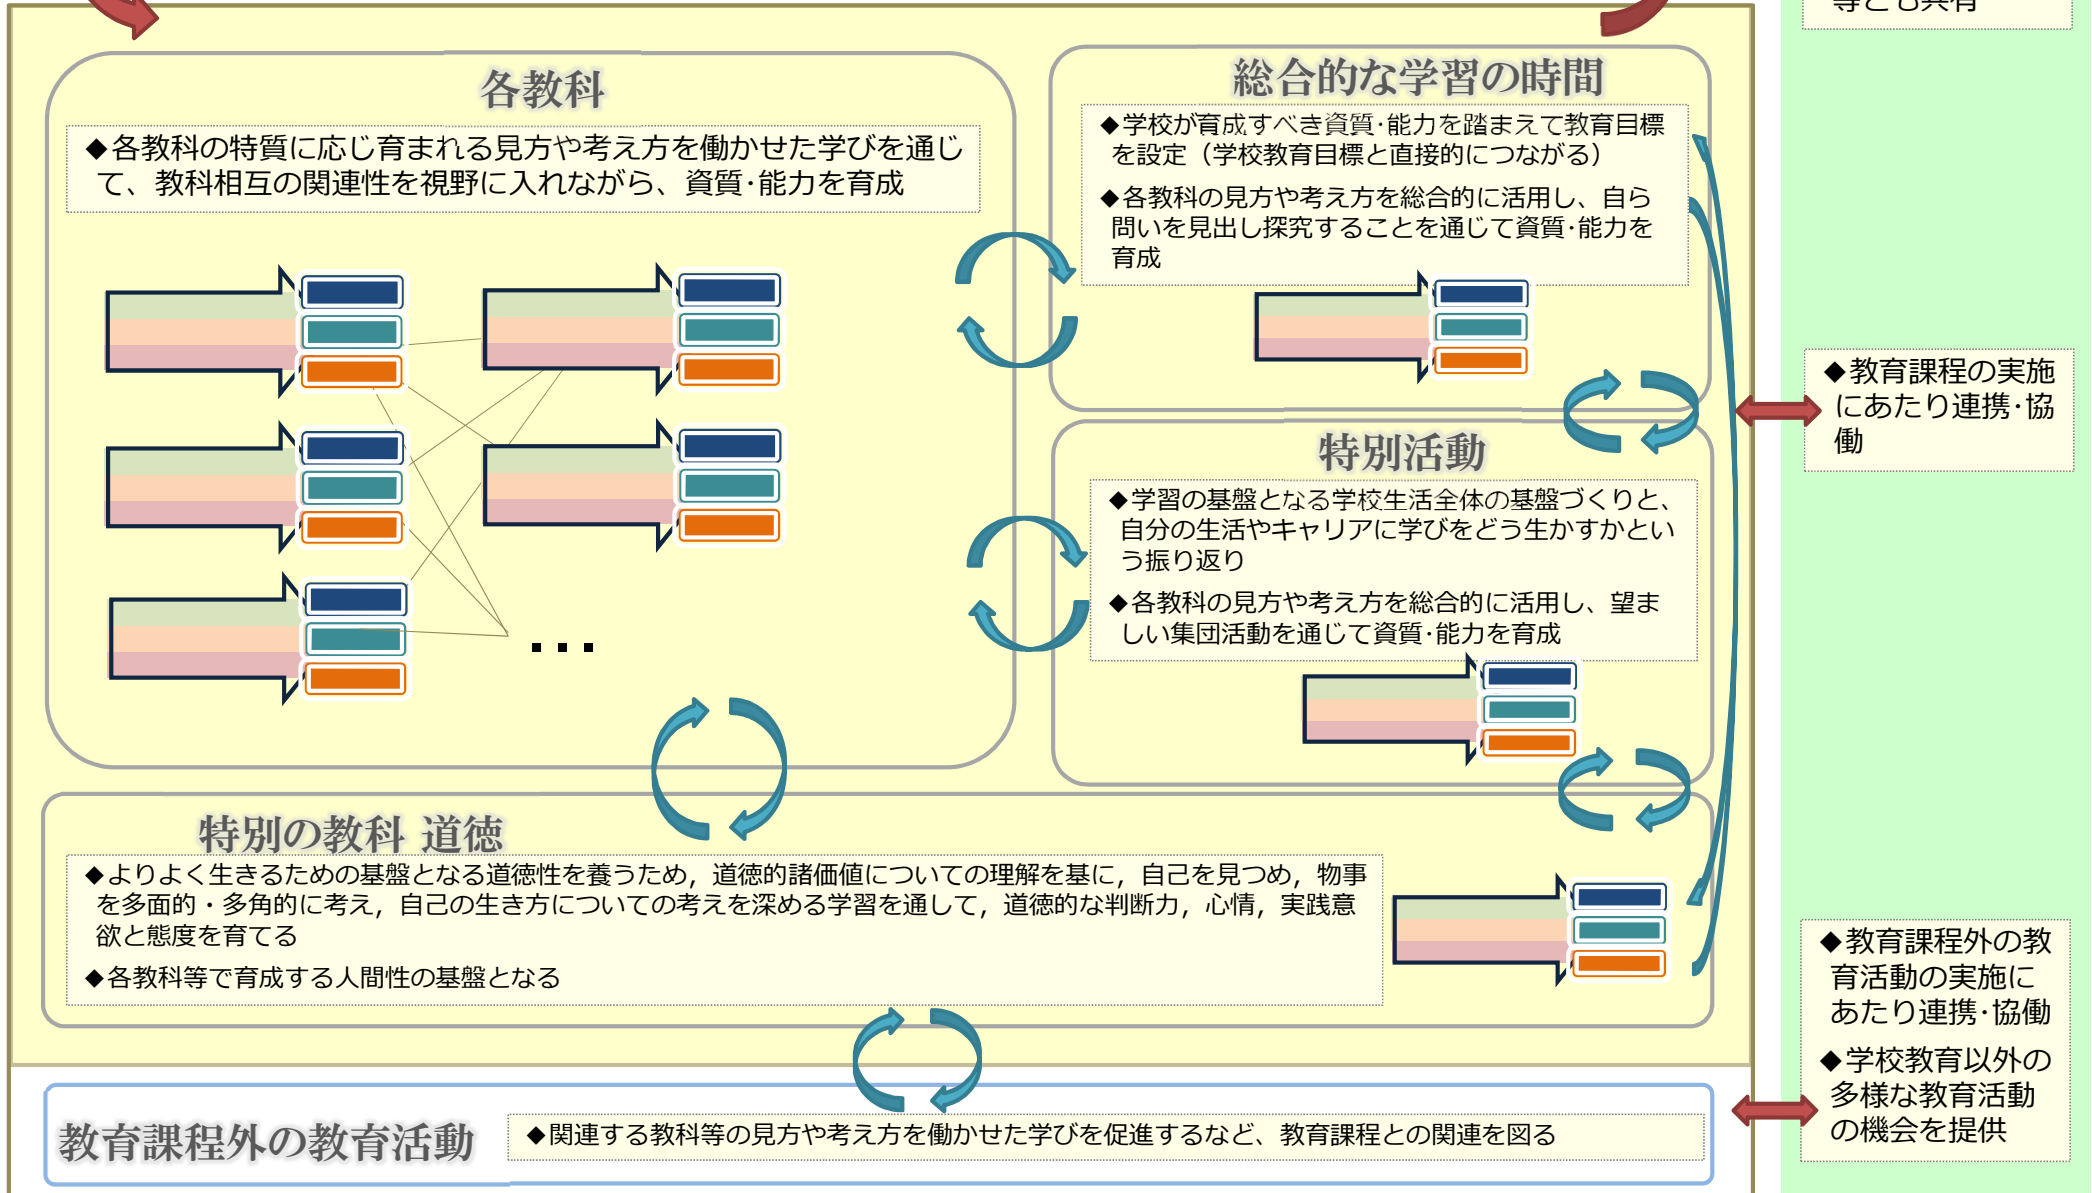 等とも共有
各教科
◆各教科の特質に応じ育まれる見方や考え方を働かせた学びを通じ
て、教科相互の関連性を視野に入れながら、資質･能力を育成
・・・
総合的な学習の時間
◆学校が育成すべき資質･能力を踏まえて教育目標
を設定（学校教育目標と直接的につながる）
◆各教科の見方や考え方を総合的に活用し、自ら
問いを見出し探究することを通じて資質･能力を
育成
特別活動
◆学習の基盤となる学校生活全体の基盤づくりと、
自分の生活やキャリアに学びをどう生かすかとい
う振り返り
◆各教科の見方や考え方を総合的に活用し、望ま
しい集団活動を通じて資質･能力を育成
特別の教科 道徳
◆よりよく生きるための基盤となる道徳性を養うため，道徳的諸価値についての理解を基に，自己を見つめ，物事
を多面的・多角的に考え，自己の生き方についての考えを深める学習を通して，道徳的な判断力，心情，実践意
欲と態度を育てる
◆各教科等で育成する人間性の基盤となる
教育課程外の教育活動
◆関連する教科等の見方や考え方を働かせた学びを促進するなど、教育課程との関連を図る
◆教育課程の実施
にあたり連携･協
働
◆教育課程外の教
育活動の実施に
あたり連携･協働
◆学校教育以外の
多様な教育活動
の機会を提供